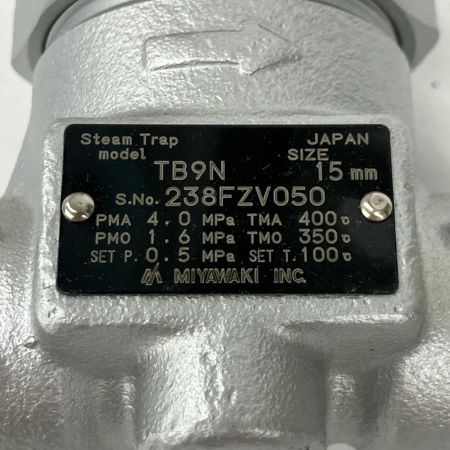 Steam Trap JAPAN
model SIZE
TB9N 15 mm
S.No. 238FZV050
PMA 4.0 MPa TMA 400℃
PMO 1.6 MPa TMO 350℃
SET P. 0.5 MPa SET T. 100℃
MIYAWAKI INC.